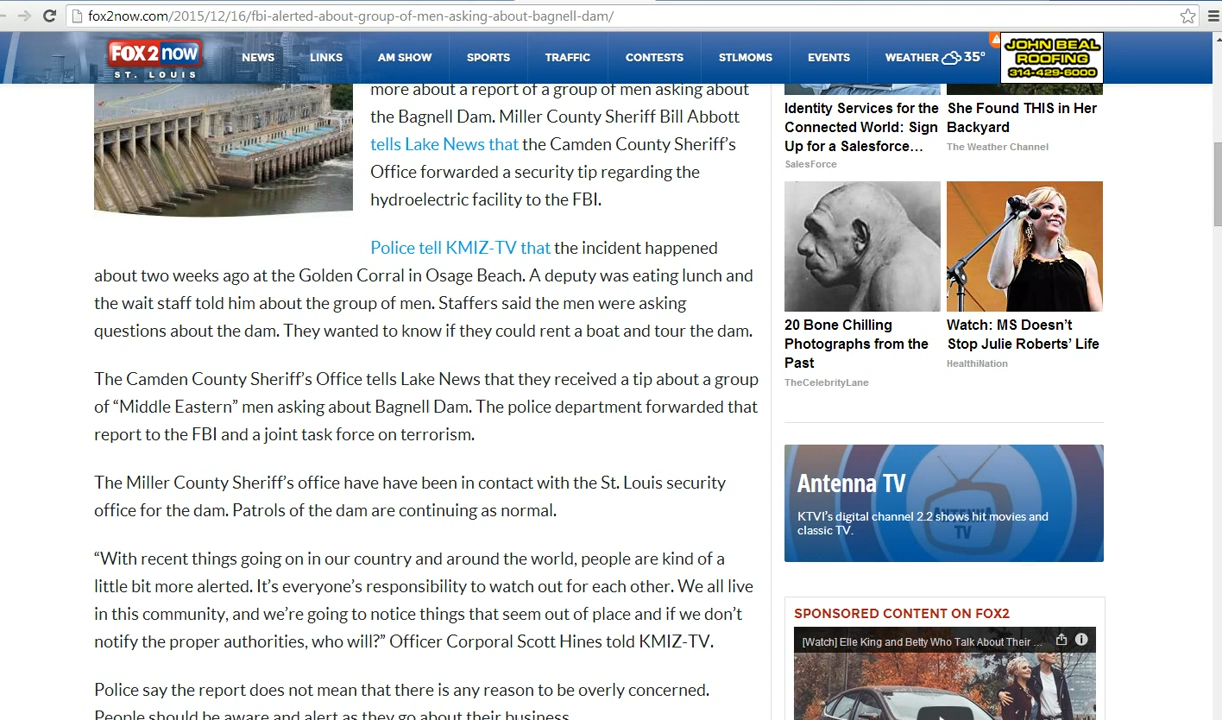 fox2now.com/2015/12/16/fbi-alerted-about-group-of-men-asking-about-bagnell-dam/
FOX 2 now
ST. LOUIS
NEWS
LINKS
AM SHOW
SPORTS
TRAFFIC
CONTESTS
STLMOMS
EVENTS
WEATHER 35°
JOHN BEAL
ROOFING
314-429-6000
more about a report of a group of men asking about
the Bagnell Dam. Miller County Sheriff Bill Abbott
tells Lake News that the Camden County Sheriff’s
Office forwarded a security tip regarding the
hydroelectric facility to the FBI.
Police tell KMIZ-TV that the incident happened
about two weeks ago at the Golden Corral in Osage Beach. A deputy was eating lunch and
the wait staff told him about the group of men. Staffers said the men were asking
questions about the dam. They wanted to know if they could rent a boat and tour the dam.
The Camden County Sheriff’s Office tells Lake News that they received a tip about a group
of “Middle Eastern” men asking about Bagnell Dam. The police department forwarded that
report to the FBI and a joint task force on terrorism.
The Miller County Sheriff’s office have have been in contact with the St. Louis security
office for the dam. Patrols of the dam are continuing as normal.
“With recent things going on in our country and around the world, people are kind of a
little bit more alerted. It’s everyone’s responsibility to watch out for each other. We all live
in this community, and we’re going to notice things that seem out of place and if we don’t
notify the proper authorities, who will?” Officer Corporal Scott Hines told KMIZ-TV.
Police say the report does not mean that there is any reason to be overly concerned.
People should be aware and alert as they go about their business.
Identity Services for the
Connected World: Sign
Up for a Salesforce…
SalesForce
She Found THIS in Her
Backyard
The Weather Channel
20 Bone Chilling
Photographs from the
Past
TheCelebrityLane
Watch: MS Doesn’t
Stop Julie Roberts’ Life
HealthiNation
Antenna TV
KTVI’s digital channel 2.2 shows hit movies and
classic TV.
ANTENNA
TV
SPONSORED CONTENT ON FOX2
[Watch] Elle King and Betty Who Talk About Their ...